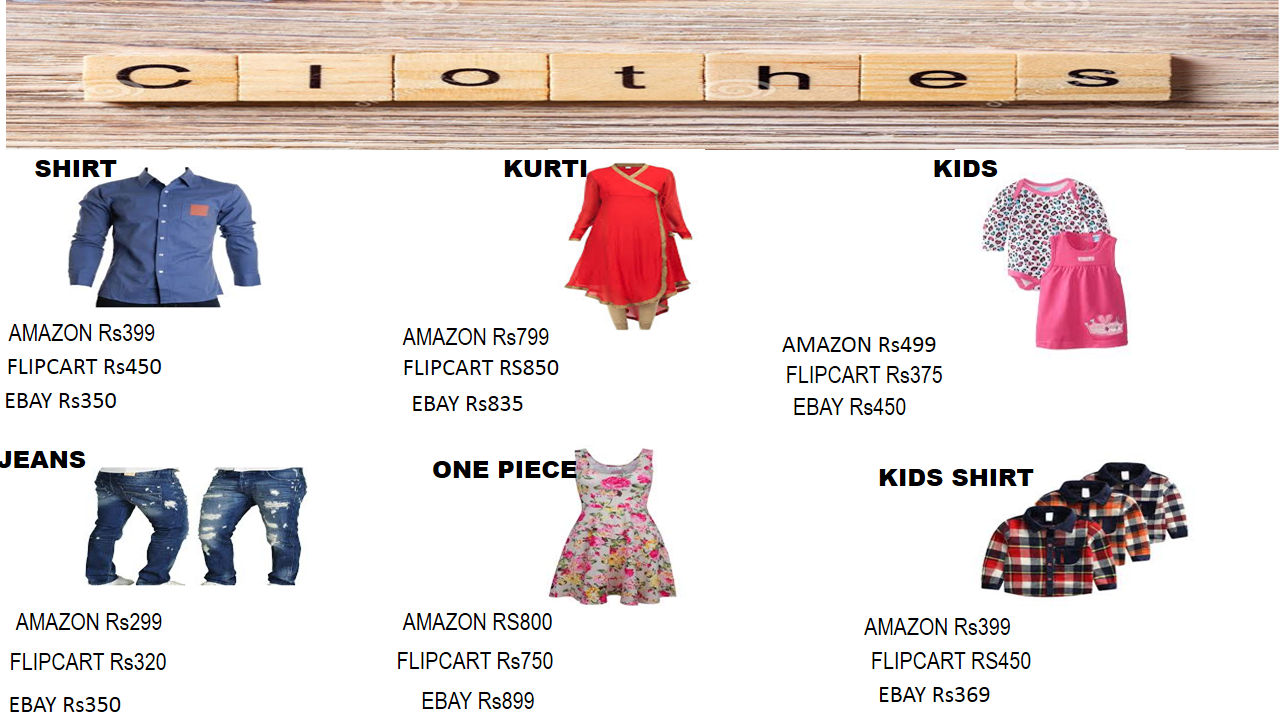 Clothes
SHIRT
AMAZON Rs399
FLIPCART Rs450
EBAY Rs350
KURTI
AMAZON Rs799
FLIPCART RS850
EBAY Rs835
KIDS
AMAZON Rs499
FLIPCART Rs375
EBAY Rs450
JEANS
AMAZON Rs299
FLIPCART Rs320
EBAY Rs350
ONE PIECE
AMAZON RS800
FLIPCART Rs750
EBAY Rs899
KIDS SHIRT
AMAZON Rs399
FLIPCART RS450
EBAY Rs369